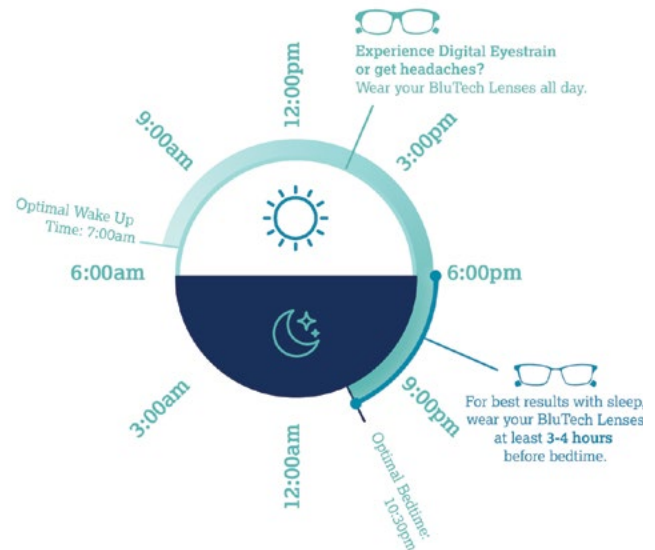 Experience Digital Eyestrain
or get headaches?
Wear your BluTech Lenses all day.
12:00pm
9:00am
3:00pm
Optimal Wake Up
Time: 7:00am
6:00am
6:00pm
3:00am
9:00pm
12:00am
For best results with sleep,
wear your BluTech Lenses
at least 3-4 hours
before bedtime.
Optimal Bedtime:
10:30pm